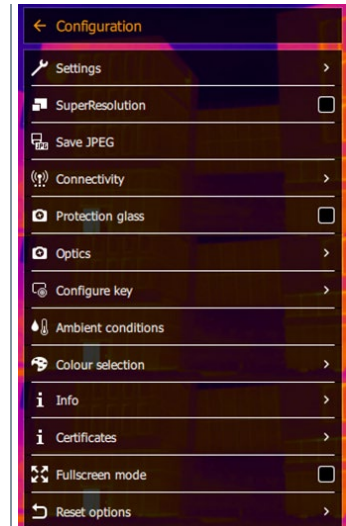 Configuration
Settings
SuperResolution
Save JPEG
Connectivity
Protection glass
Optics
Configure key
Ambient conditions
Colour selection
Info
Certificates
Fullscreen mode
Reset options